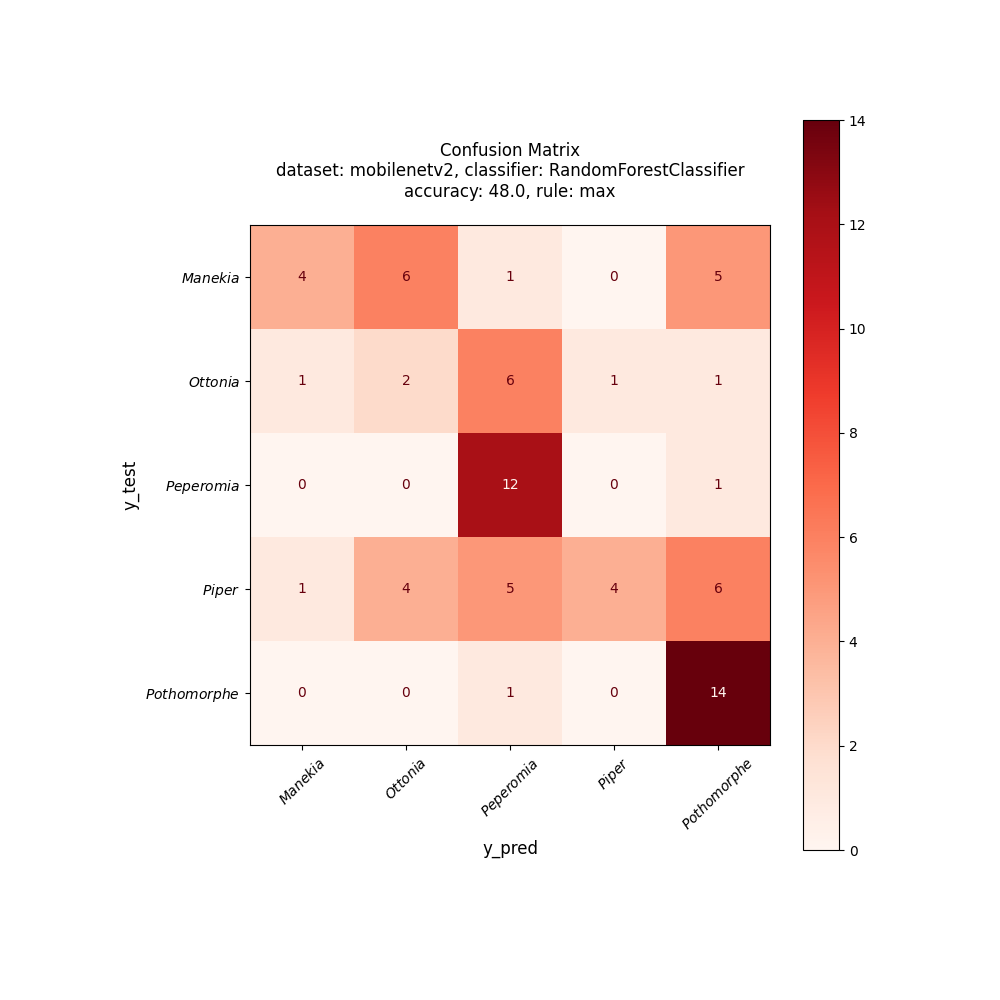 Confusion Matrix
dataset: mobilenetv2, classifier: RandomForestClassifier
accuracy: 48.0, rule: max
y_test
Manekia 4 6 1 0 5
Ottonia 1 2 6 1 1
Peperomia 0 0 12 0 1
Piper 1 4 5 4 6
Pothomorphe 0 0 1 0 14
Manekia Ottonia Peperomia Piper Pothomorphe
y_pred
14
12
10
8
6
4
2
0